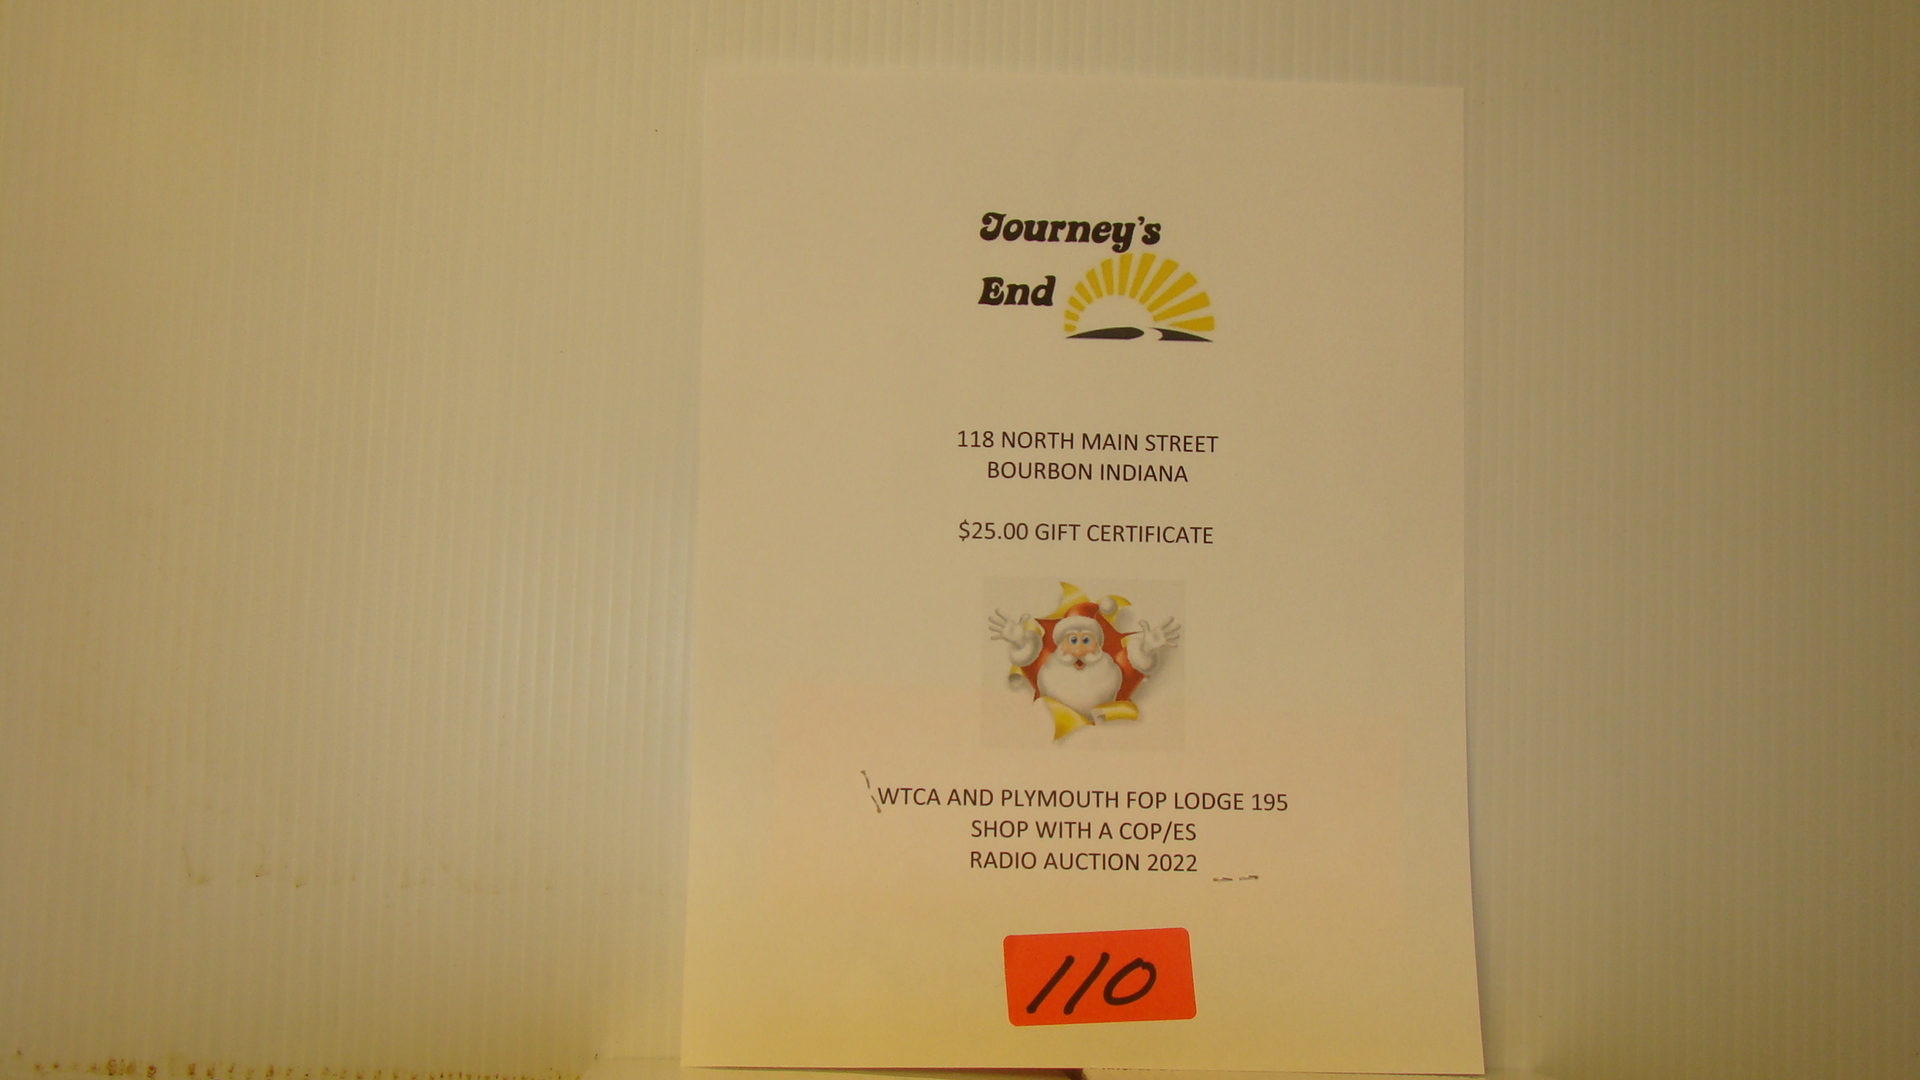 Journey's
End
118 NORTH MAIN STREET
BOURBON INDIANA
$25.00 GIFT CERTIFICATE
WTCA AND PLYMOUTH FOP LODGE 195
SHOP WITH A COP/ES
RADIO AUCTION 2022
110